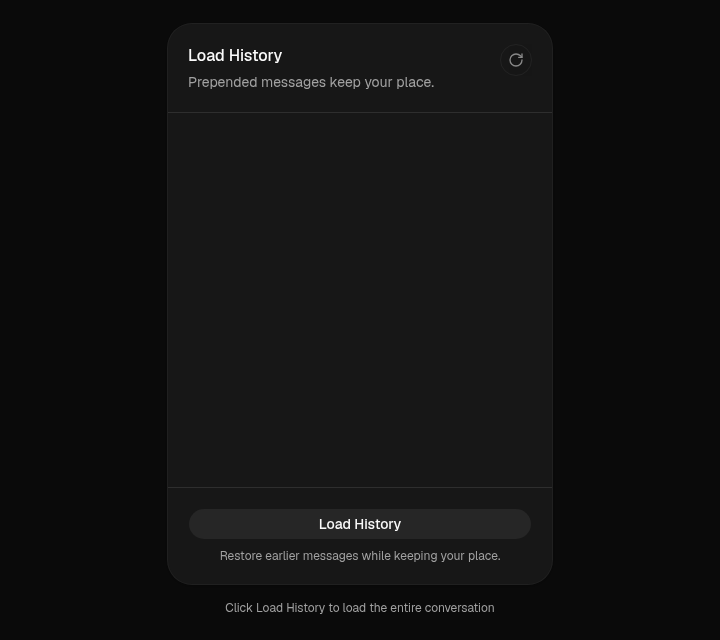 Load History
Prepended messages keep your place.
Load History
Restore earlier messages while keeping your place.
Click Load History to load the entire conversation